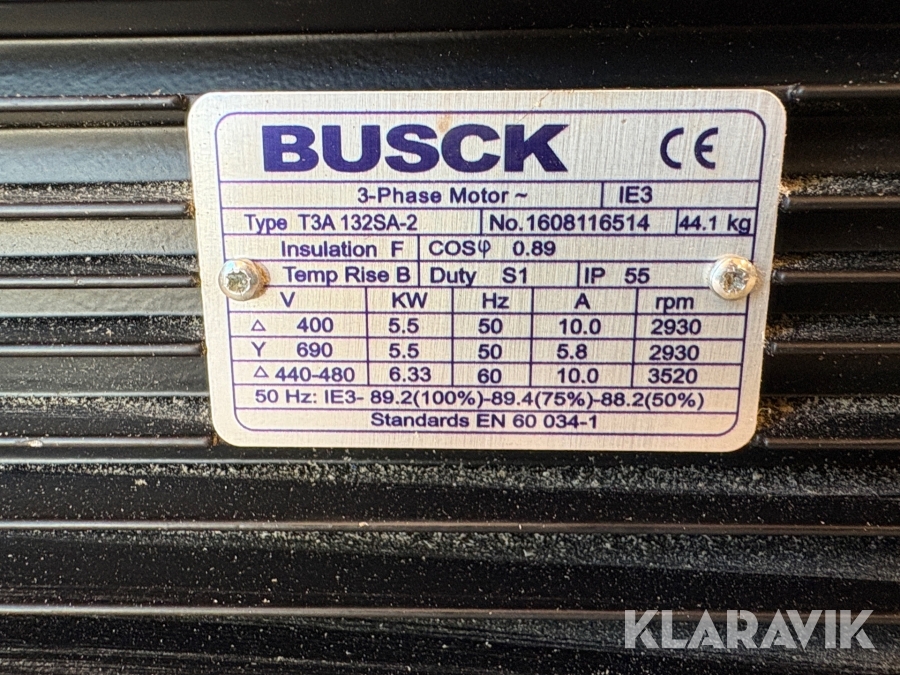 BUSCK CE
3-Phase Motor ~ IE3
Type T3A 132SA-2 No.1608116514 44.1 kg
Insulation F COSφ 0.89
Temp Rise B Duty S1 IP 55
V KW Hz A rpm
△ 400 5.5 50 10.0 2930
Y 690 5.5 50 5.8 2930
△ 440-480 6.33 60 10.0 3520
50 Hz: IE3- 89.2(100%)-89.4(75%)-88.2(50%)
Standards EN 60 034-1
KLARAVIK